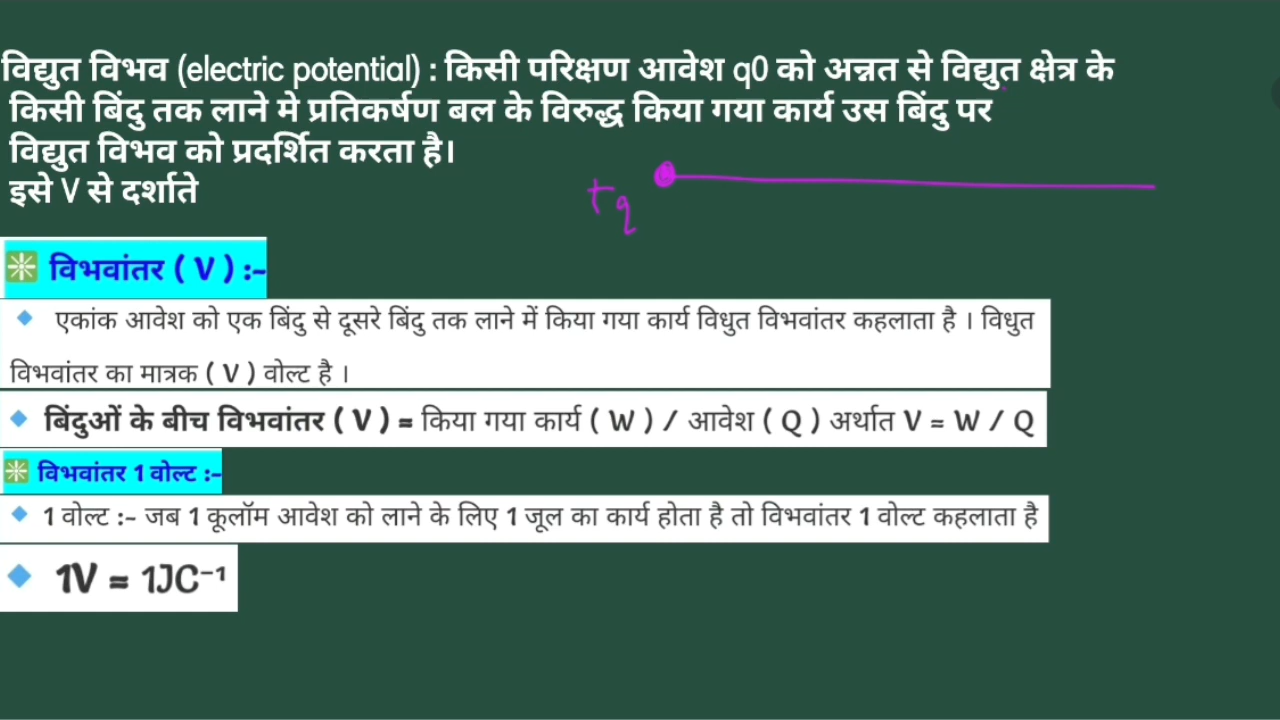 विद्युत विभव (electric potential) : किसी परिक्षण आवेश q0 को अन्नत से विद्युत क्षेत्र के
किसी बिंदु तक लाने मे प्रतिकर्षण बल के विरुद्ध किया गया कार्य उस बिंदु पर
विद्युत विभव को प्रदर्शित करता है।
इसे V से दर्शाते
+q
विभवांतर ( V ) :-
एकांक आवेश को एक बिंदु से दूसरे बिंदु तक लाने में किया गया कार्य विधुत विभवांतर कहलाता है । विधुत
विभवांतर का मात्रक ( V ) वोल्ट है ।
बिंदुओं के बीच विभवांतर ( V ) = किया गया कार्य ( W ) / आवेश ( Q ) अर्थात V = W / Q
विभवांतर 1 वोल्ट :-
1 वोल्ट :- जब 1 कूलॉम आवेश को लाने के लिए 1 जूल का कार्य होता है तो विभवांतर 1 वोल्ट कहलाता है
1V = 1JC⁻¹